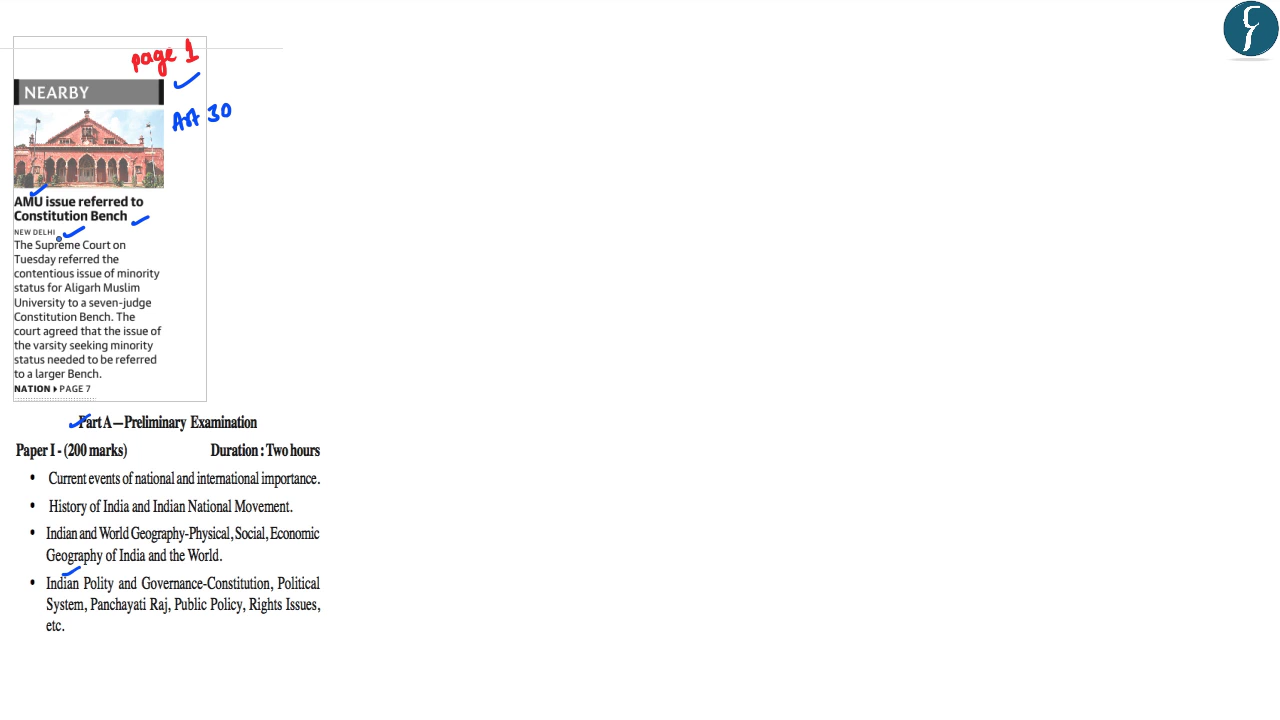 page 1
NEARBY
Art 30
AMU issue referred to
Constitution Bench
NEW DELHI
The Supreme Court on
Tuesday referred the
contentious issue of minority
status for Aligarh Muslim
University to a seven-judge
Constitution Bench. The
court agreed that the issue of
the varsity seeking minority
status needed to be referred
to a larger Bench.
NATION PAGE 7
Part A—Preliminary Examination
Paper I - (200 marks) Duration : Two hours
• Current events of national and international importance.
• History of India and Indian National Movement.
• Indian and World Geography-Physical, Social, Economic
Geography of India and the World.
• Indian Polity and Governance-Constitution, Political
System, Panchayati Raj, Public Policy, Rights Issues,
etc.